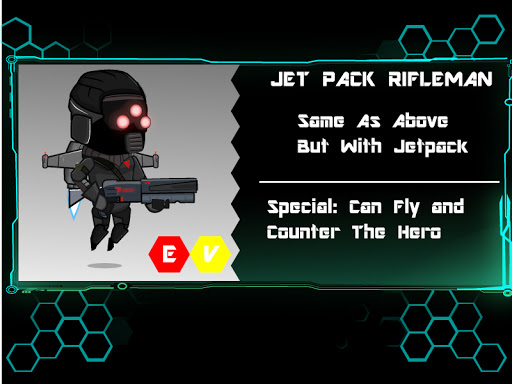 JET PACK RIFLEMAN
Same As Above
But With Jetpack
Special: Can Fly and
Counter The Hero
E V